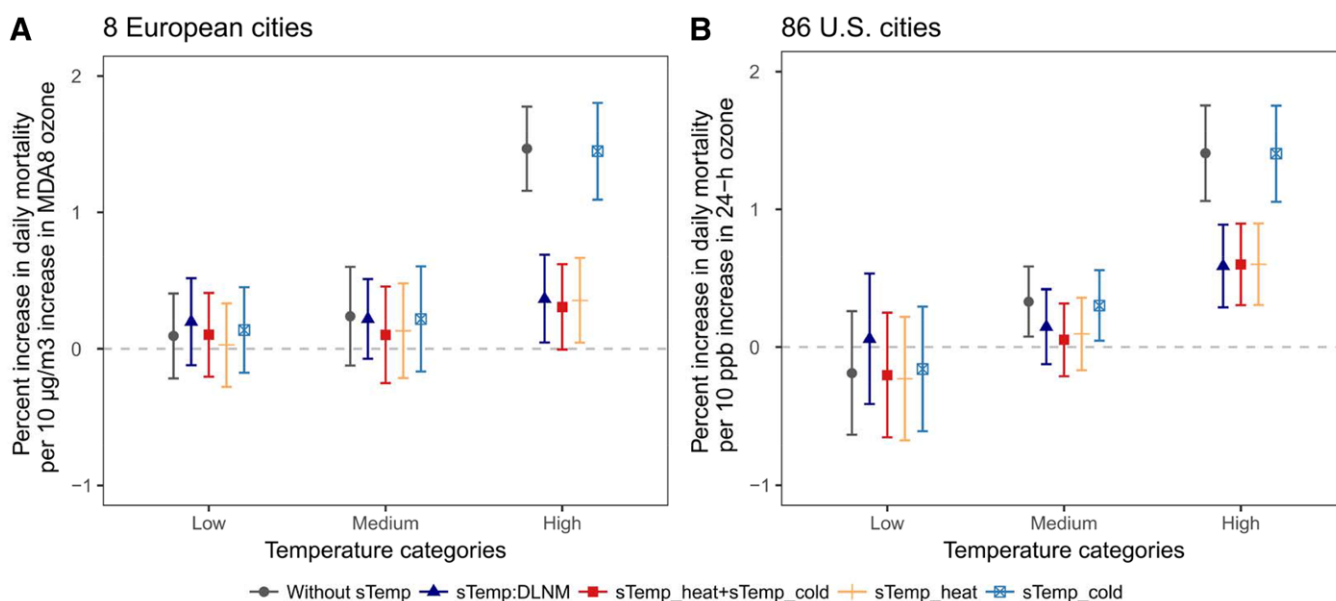 A
8 European cities
Percent increase in daily mortality
per 10 µg/m3 increase in MDA8 ozone
2
1
0
−1
Low
Medium
High
Temperature categories
B
86 U.S. cities
Percent increase in daily mortality
per 10 ppb increase in 24−h ozone
2
1
0
−1
Low
Medium
High
Temperature categories
Without sTemp
sTemp:DLNM
sTemp_heat+sTemp_cold
sTemp_heat
sTemp_cold